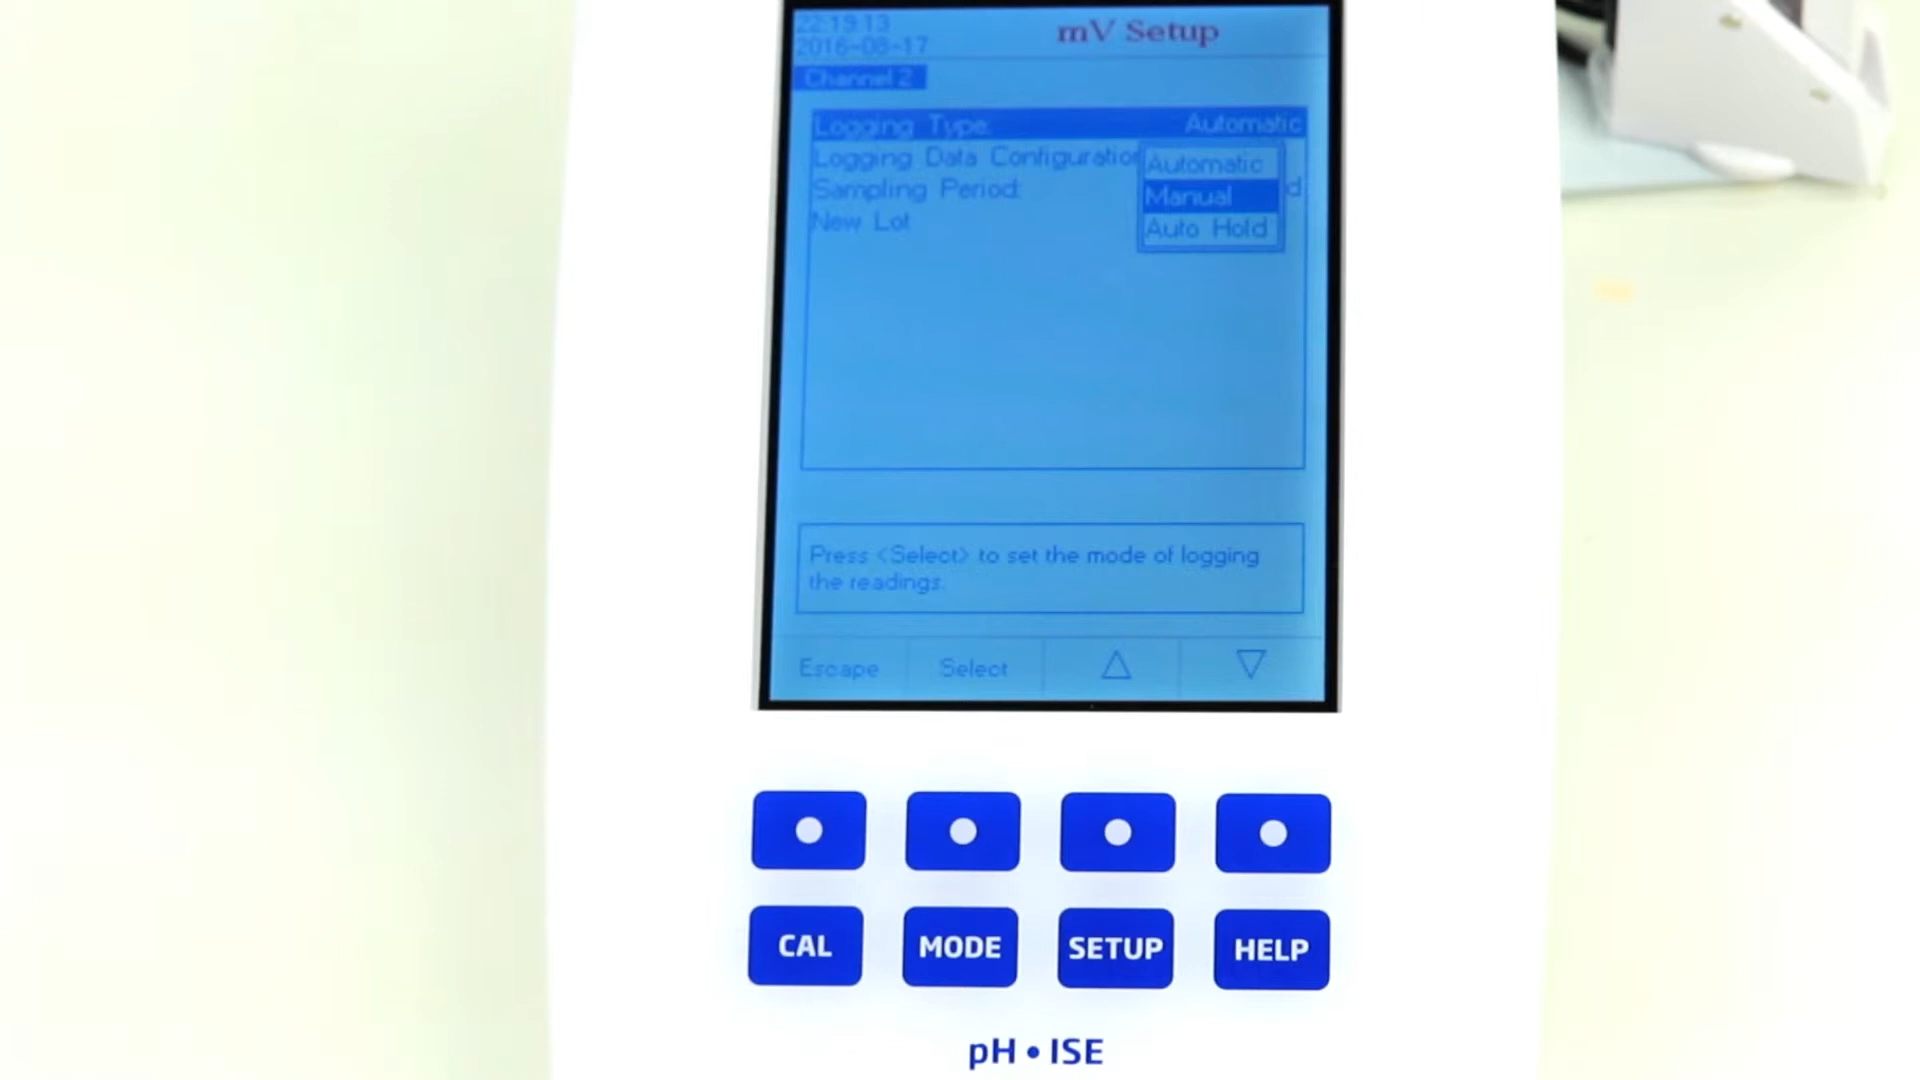 22:19:13
2016-08-17
mV Setup
Channel 2
Logging Type: Automatic
Logging Data Configuration
Automatic
Sampling Period:
Manual
d
New Lot
Auto Hold
Press <Select> to set the mode of logging
the readings.
Escape Select
CAL MODE SETUP HELP
pH • ISE